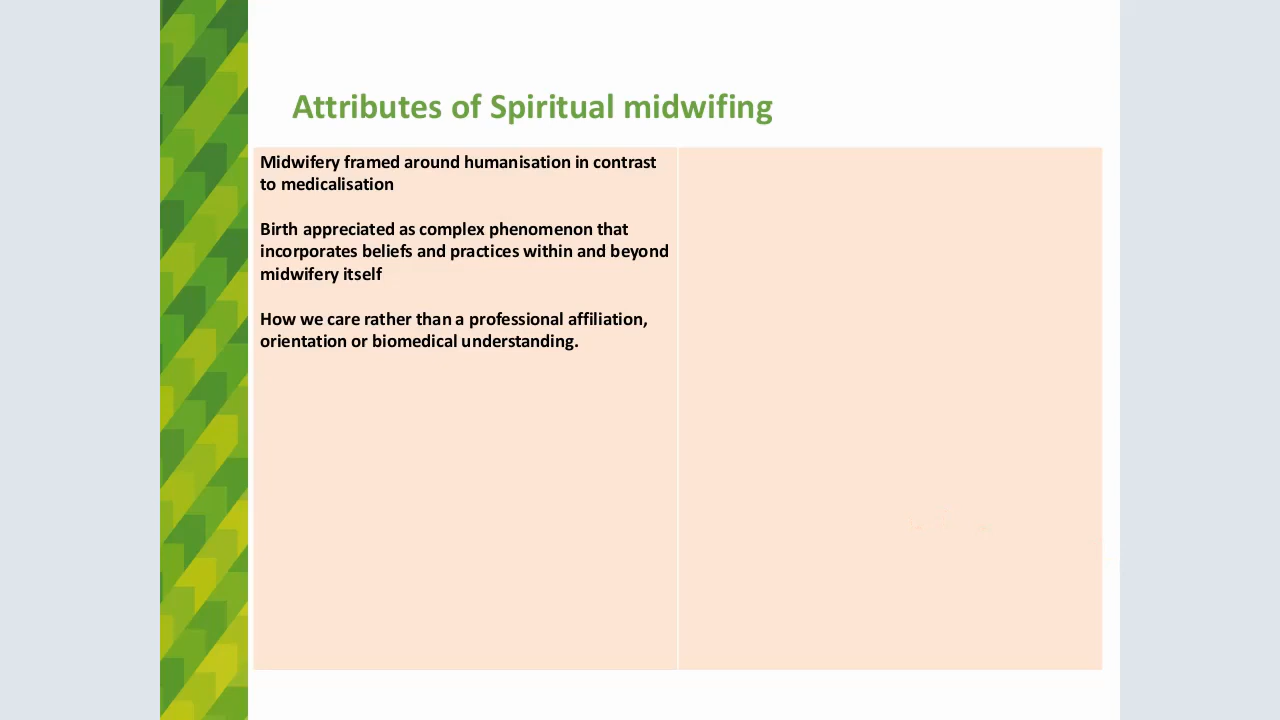 Attributes of Spiritual midwifing
Midwifery framed around humanisation in contrast
to medicalisation
Birth appreciated as complex phenomenon that
incorporates beliefs and practices within and beyond
midwifery itself
How we care rather than a professional affiliation,
orientation or biomedical understanding.